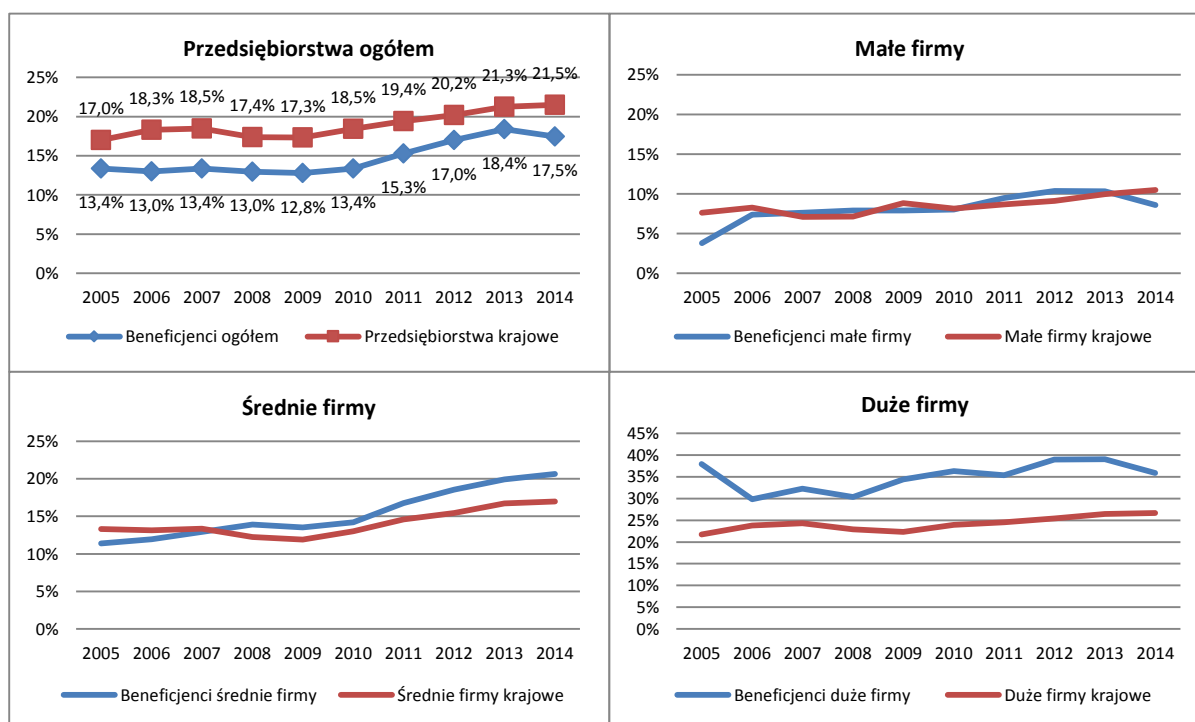 Przedsiębiorstwa ogółem
25%
20%
15%
10%
5%
0%
17,0% 18,3% 18,5% 17,4% 17,3% 18,5% 19,4% 20,2% 21,3% 21,5%
13,4% 13,0% 13,4% 13,0% 12,8% 13,4% 15,3% 17,0% 18,4% 17,5%
2005 2006 2007 2008 2009 2010 2011 2012 2013 2014
Beneficjenci ogółem Przedsiębiorstwa krajowe
Małe firmy
25%
20%
15%
10%
5%
0%
2005 2006 2007 2008 2009 2010 2011 2012 2013 2014
Beneficjenci małe firmy Małe firmy krajowe
Średnie firmy
25%
20%
15%
10%
5%
0%
2005 2006 2007 2008 2009 2010 2011 2012 2013 2014
Beneficjenci średnie firmy Średnie firmy krajowe
Duże firmy
45%
40%
35%
30%
25%
20%
15%
10%
5%
0%
2005 2006 2007 2008 2009 2010 2011 2012 2013 2014
Beneficjenci duże firmy Duże firmy krajowe